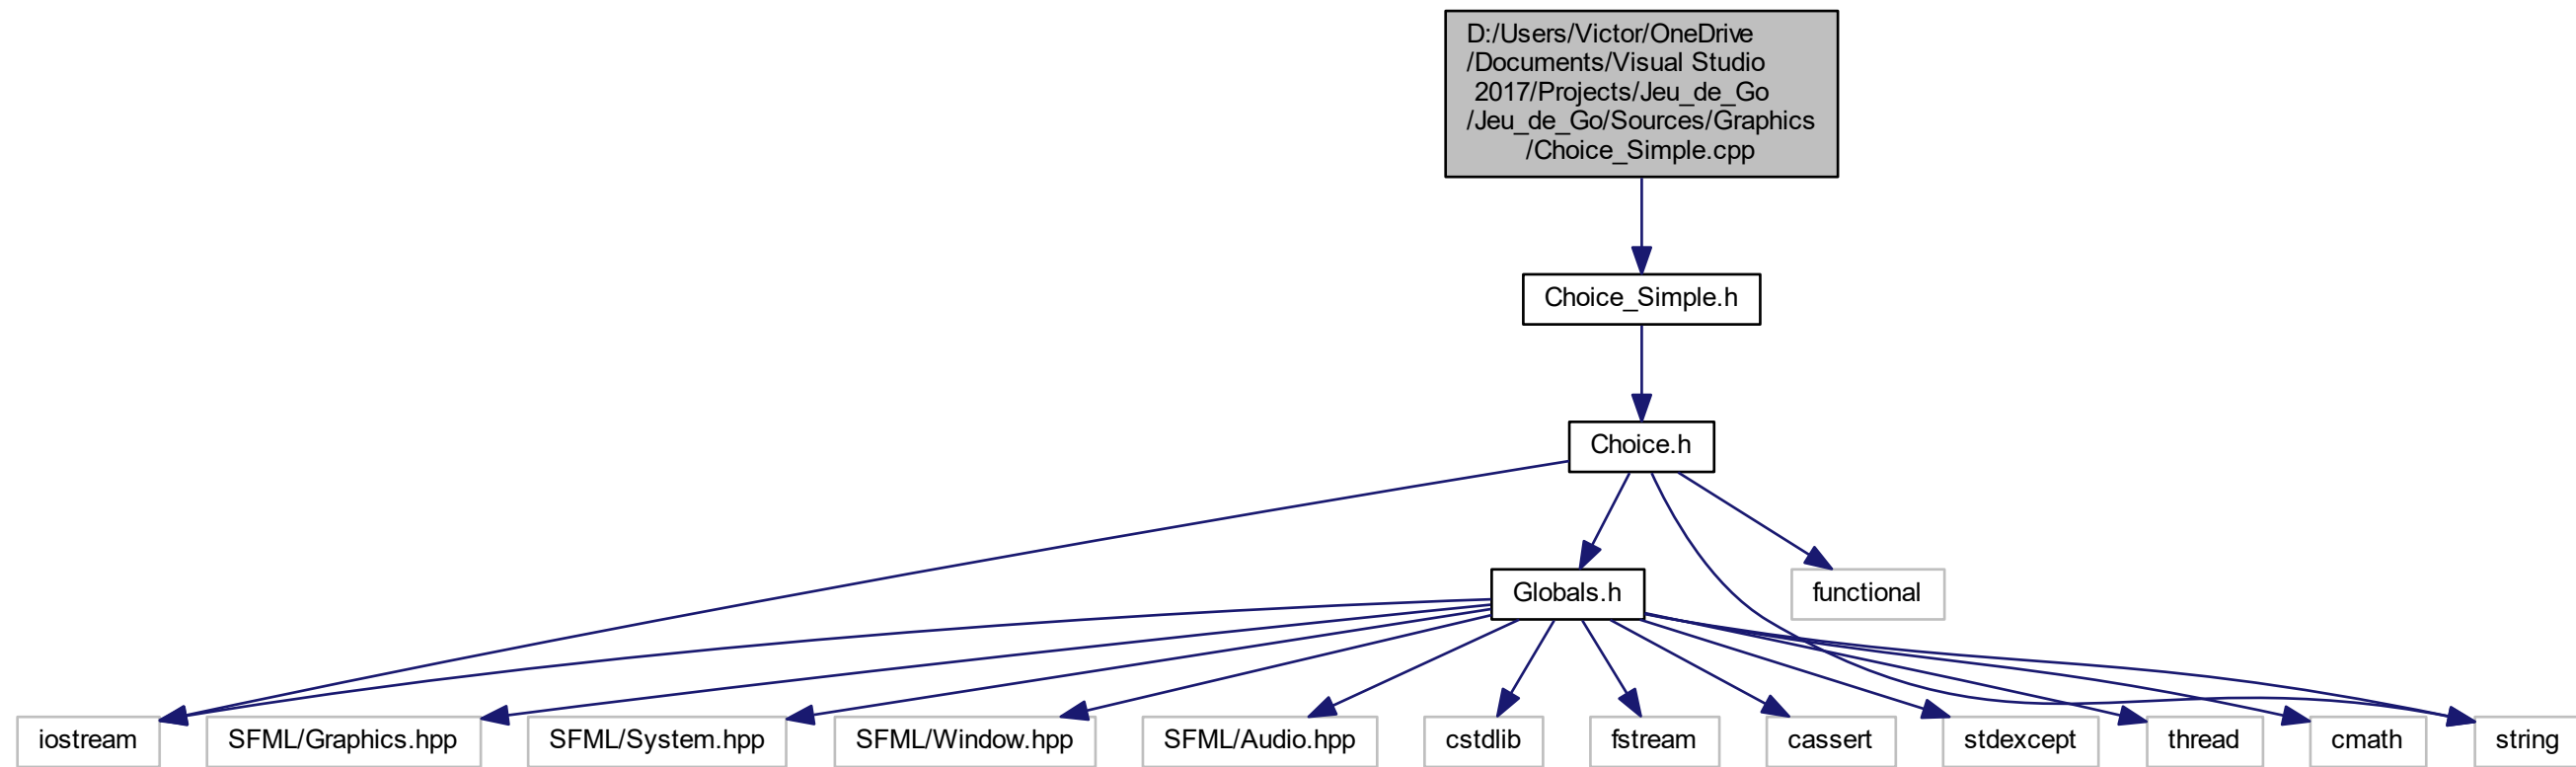 D:/Users/Victor/OneDrive
/Documents/Visual Studio
2017/Projects/Jeu_de_Go
/Jeu_de_Go/Sources/Graphics
/Choice_Simple.cpp
Choice_Simple.h
Choice.h
Globals.h
functional
iostream
SFML/Graphics.hpp
SFML/System.hpp
SFML/Window.hpp
SFML/Audio.hpp
cstdlib
fstream
cassert
stdexcept
thread
cmath
string